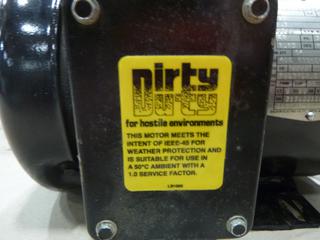 Dirty
Duty
for hostile environments
THIS MOTOR MEETS THE
INTENT OF IEEE-45 FOR
WEATHER PROTECTION AND
IS SUITABLE FOR USE IN
A 50°C AMBIENT WITH A
1.0 SERVICE FACTOR.